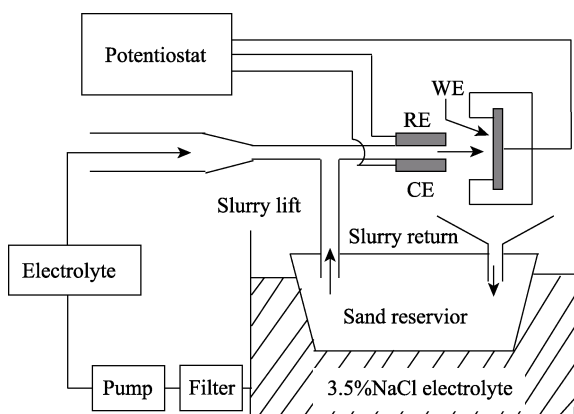 Potentiostat
WE
RE
CE
Slurry lift
Slurry return
Electrolyte
Sand reservior
Pump
Filter
3.5%NaCl electrolyte